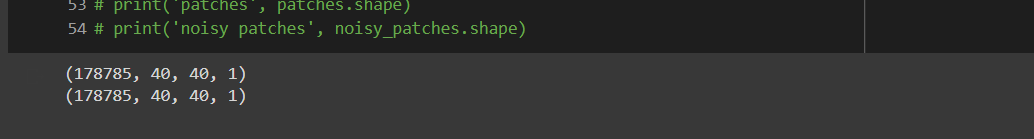 53 # print('patches', patches.shape)
54 # print('noisy patches', noisy_patches.shape)
(178785, 40, 40, 1)
(178785, 40, 40, 1)